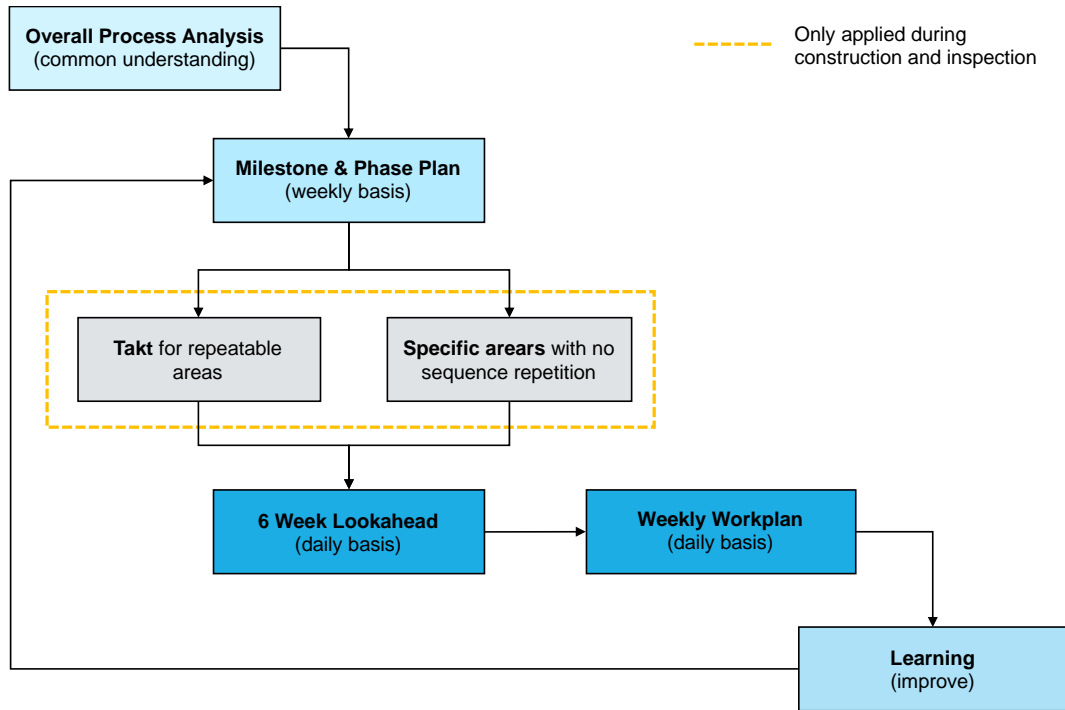 Overall Process Analysis
(common understanding)
Only applied during
construction and inspection
Milestone & Phase Plan
(weekly basis)
Takt for repeatable
areas
Specific arears with no
sequence repetition
6 Week Lookahead
(daily basis)
Weekly Workplan
(daily basis)
Learning
(improve)